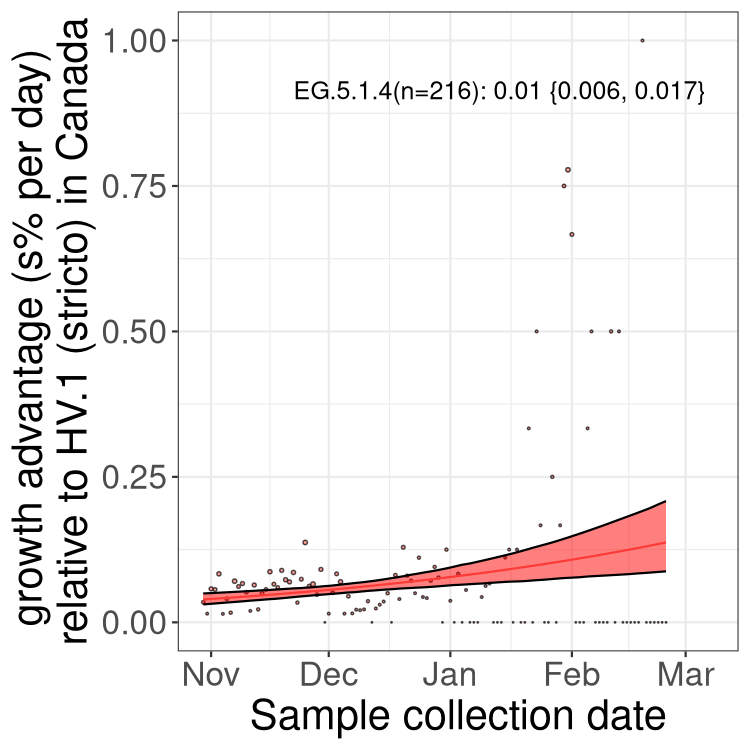 growth advantage (s% per day)
relative to HV.1 (stricto) in Canada
1.00
0.75
0.50
0.25
0.00
EG.5.1.4(n=216): 0.01 {0.006, 0.017}
Nov Dec Jan Feb Mar
Sample collection date